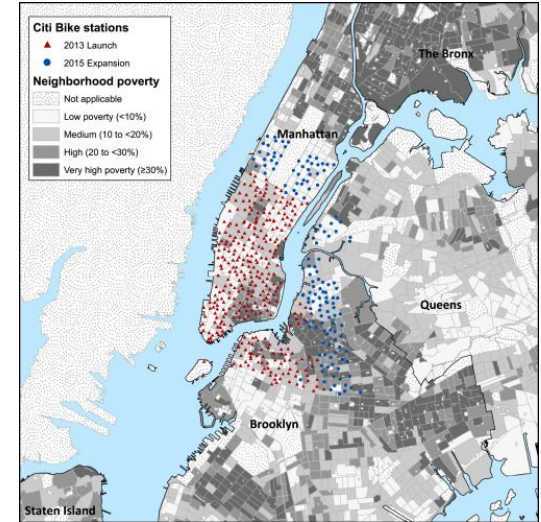 Citi Bike stations
2013 Launch
2015 Expansion
Neighborhood poverty
Not applicable
Low poverty (<10%)
Medium (10 to <20%)
High (20 to <30%)
Very high poverty (≥30%)
The Bronx
Manhattan
Queens
Brooklyn
Staten Island